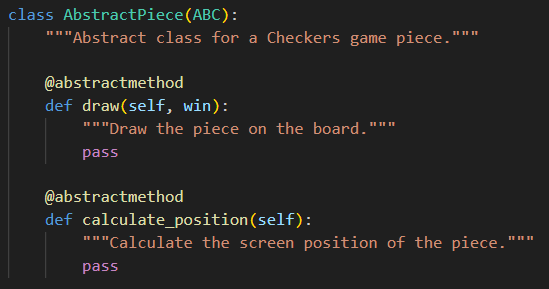 class AbstractPiece(ABC):
    """Abstract class for a Checkers game piece."""

    @abstractmethod
    def draw(self, win):
        """Draw the piece on the board."""
        pass

    @abstractmethod
    def calculate_position(self):
        """Calculate the screen position of the piece."""
        pass